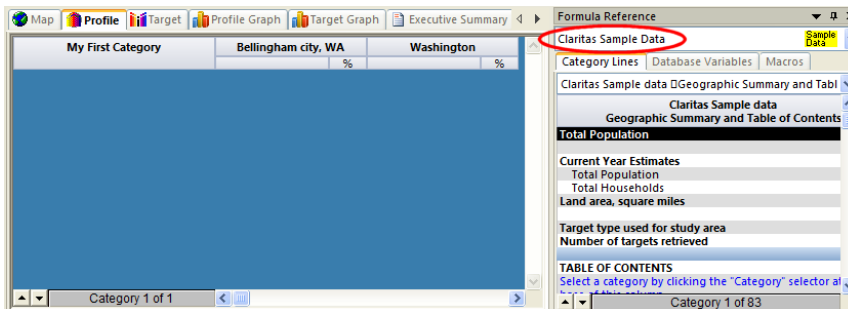 Map Profile Target Profile Graph Target Graph Executive Summary
My First Category Bellingham city, WA Washington
% %
Category 1 of 1
Formula Reference
Claritas Sample Data Sample Data
Category Lines Database Variables Macros
Claritas Sample data Geographic Summary and Tabl
Claritas Sample data
Geographic Summary and Table of Contents
Total Population
Current Year Estimates
Total Population
Total Households
Land area, square miles
Target type used for study area
Number of targets retrieved
TABLE OF CONTENTS
Select a category by clicking the "Category" selector at
Category 1 of 83